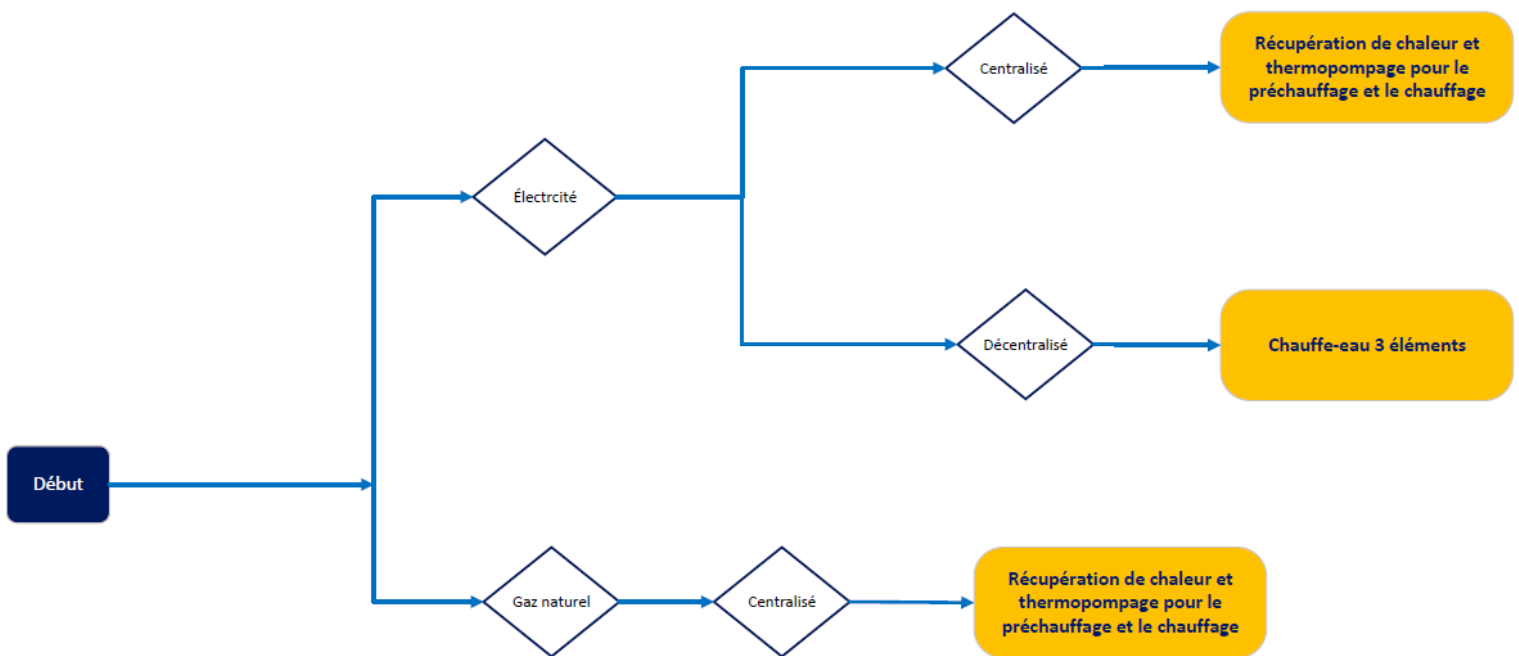 Centralisé
Récupération de chaleur et
thermopompage pour le
préchauffage et le chauffage
Électrcité
Décentralisé
Chauffe-eau 3 éléments
Début
Gaz naturel
Centralisé
Récupération de chaleur et
thermopompage pour le
préchauffage et le chauffage